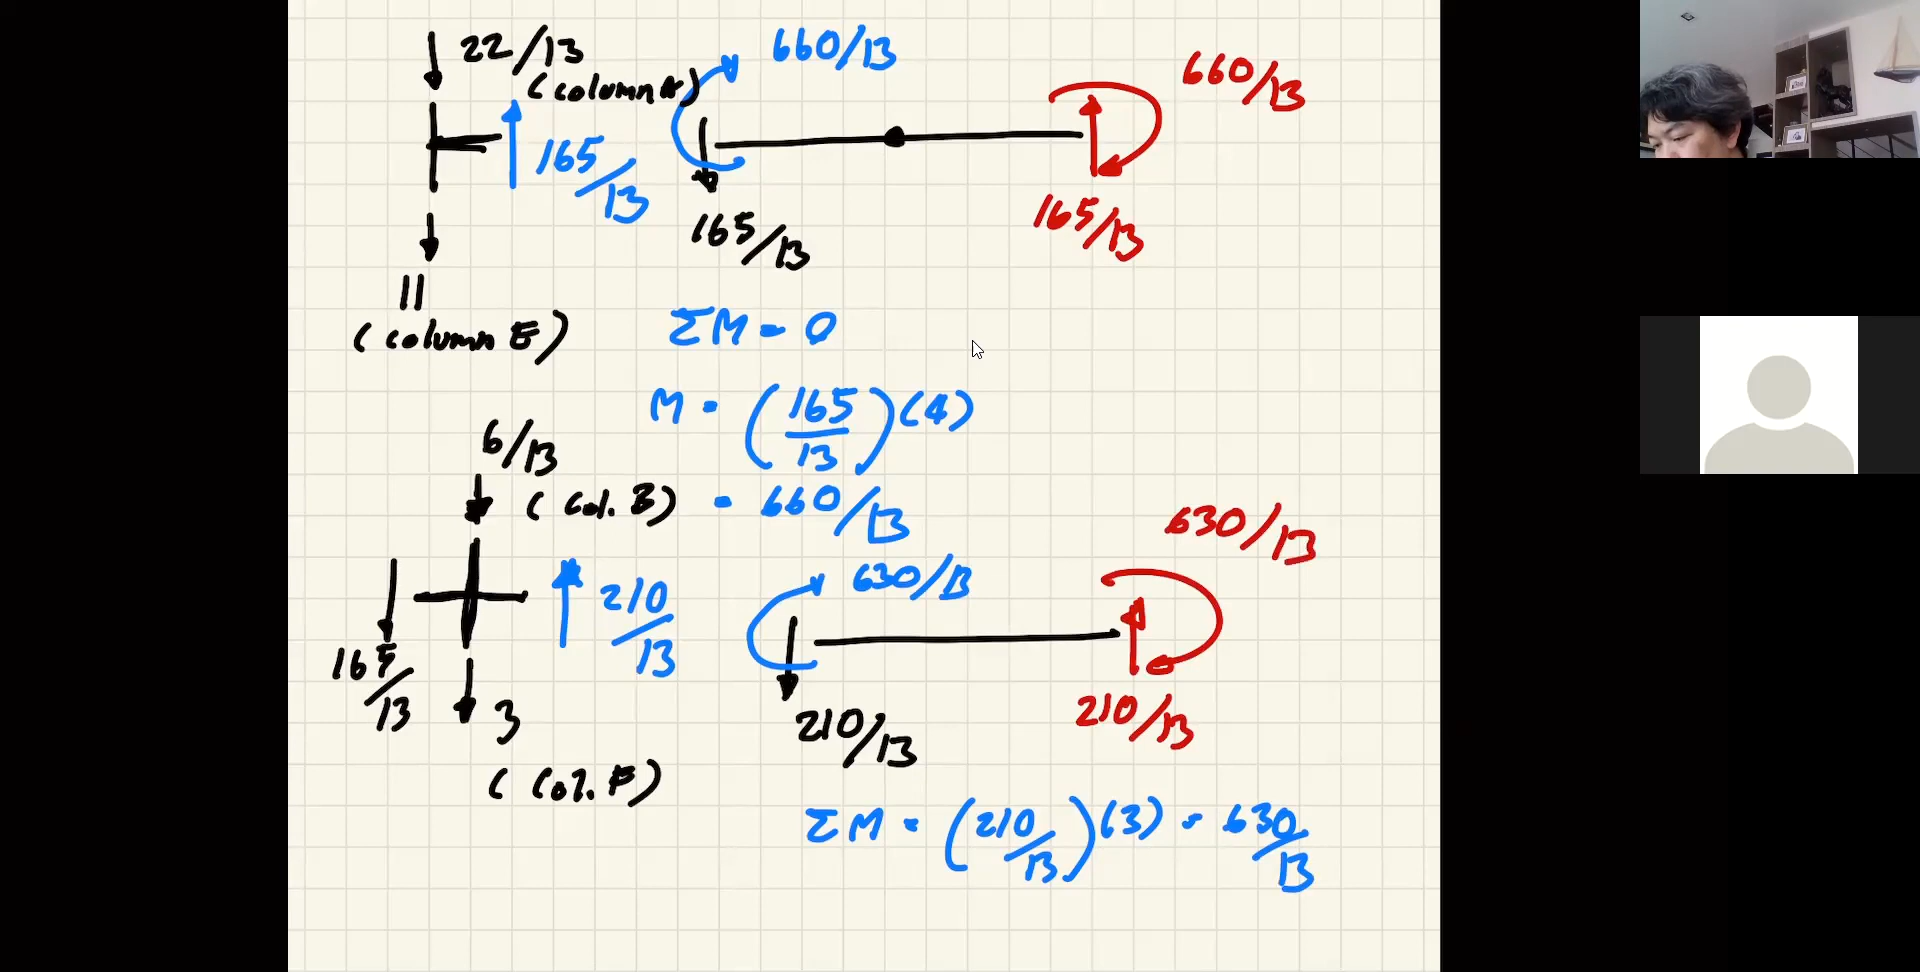 22/13
(column A)
165/13
660/13
165/13
660/13
165/13
11
(column E)
ΣM = 0
M = (165/13)(4)
= 660/13
6/13
(Col. B)
165/13
210/13
3
(Col. F)
630/13
210/13
630/13
210/13
ΣM = (210/13)(3) = 630/13